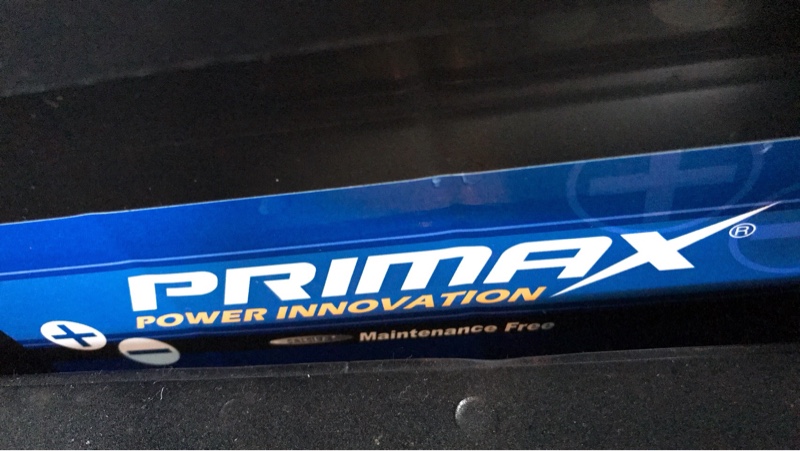 PRIMAX®
POWER INNOVATION
Maintenance Free